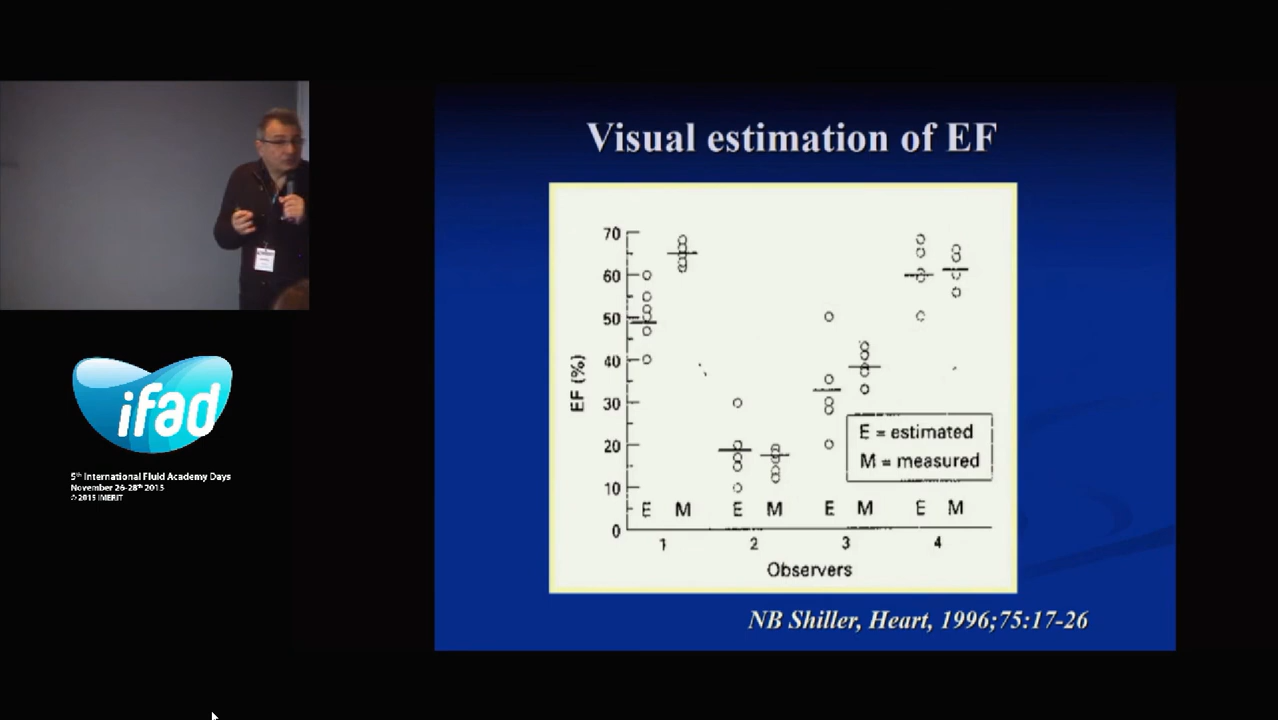 Visual estimation of EF
70
60
50
40
30
20
10
0
EF (%)
E = estimated
M = measured
E M E M E M E M
1 2 3 4
Observers
NB Shiller, Heart, 1996;75:17-26
ifad
5th International Fluid Academy Days
November 26-28th 2015
© 2015 iMERIT